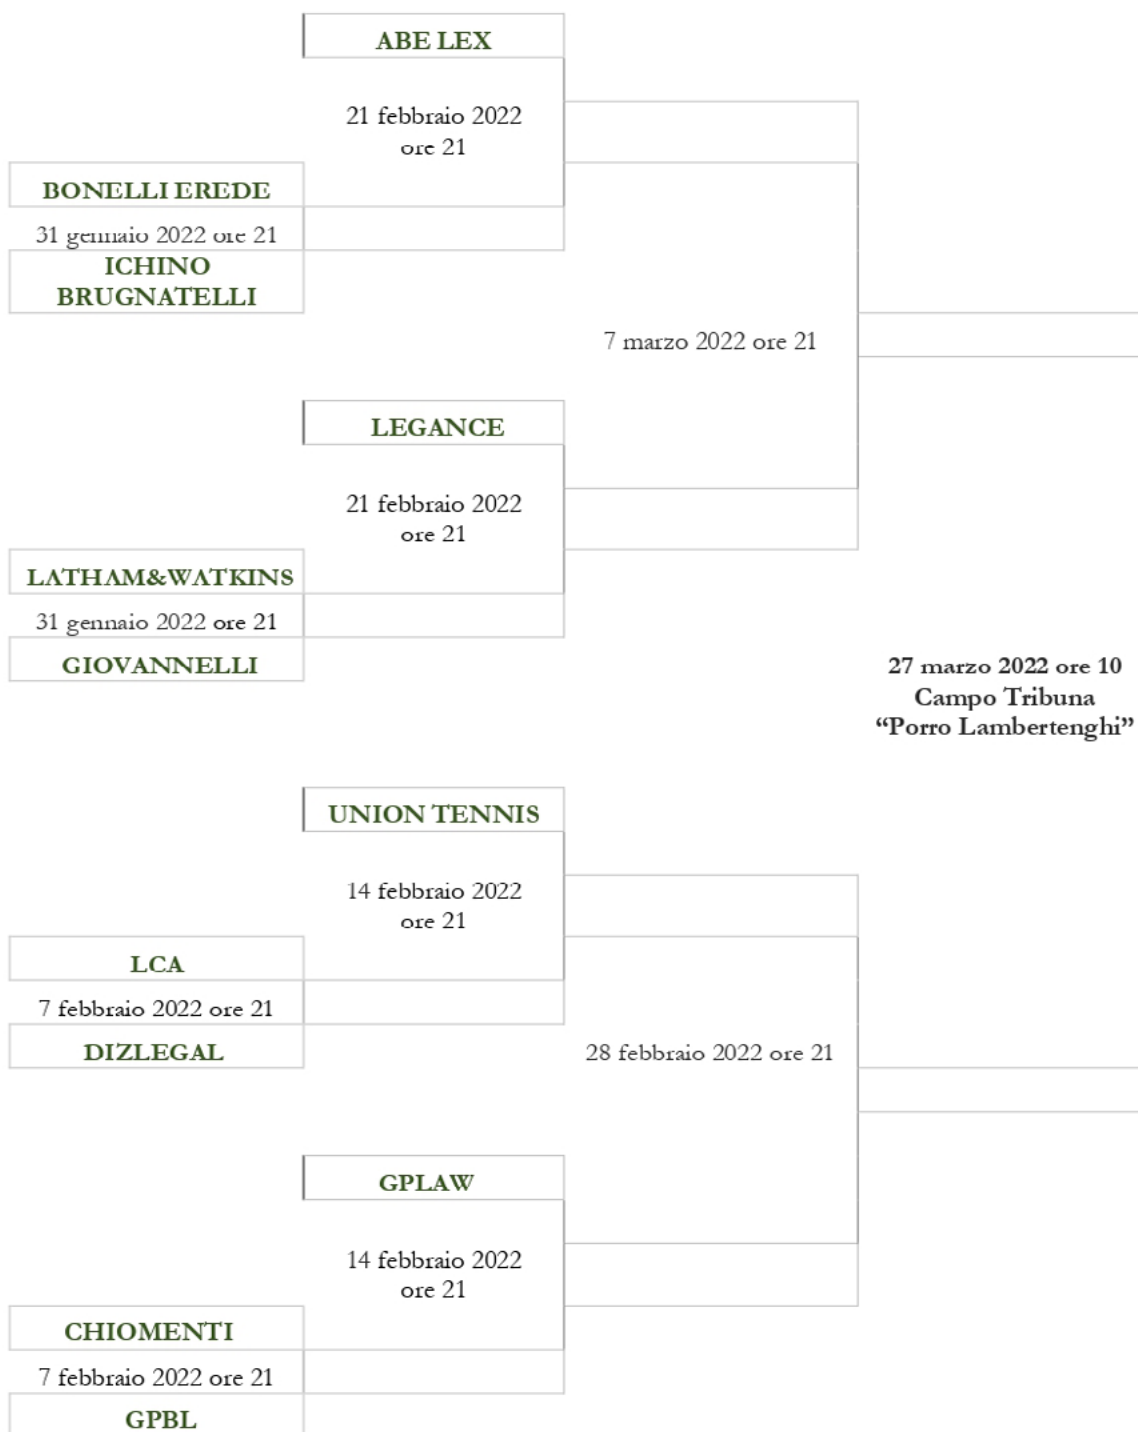 ABE LEX
21 febbraio 2022
ore 21
BONELLI EREDE
31 gennaio 2022 ore 21
ICHINO
BRUGNATELLI
7 marzo 2022 ore 21
LEGANCE
21 febbraio 2022
ore 21
LATHAM&WATKINS
31 gennaio 2022 ore 21
GIOVANNELLI
27 marzo 2022 ore 10
Campo Tribuna
“Porro Lambertenghi”
UNION TENNIS
14 febbraio 2022
ore 21
LCA
7 febbraio 2022 ore 21
DIZLEGAL
28 febbraio 2022 ore 21
GPLAW
14 febbraio 2022
ore 21
CHIOMENTI
7 febbraio 2022 ore 21
GPBL